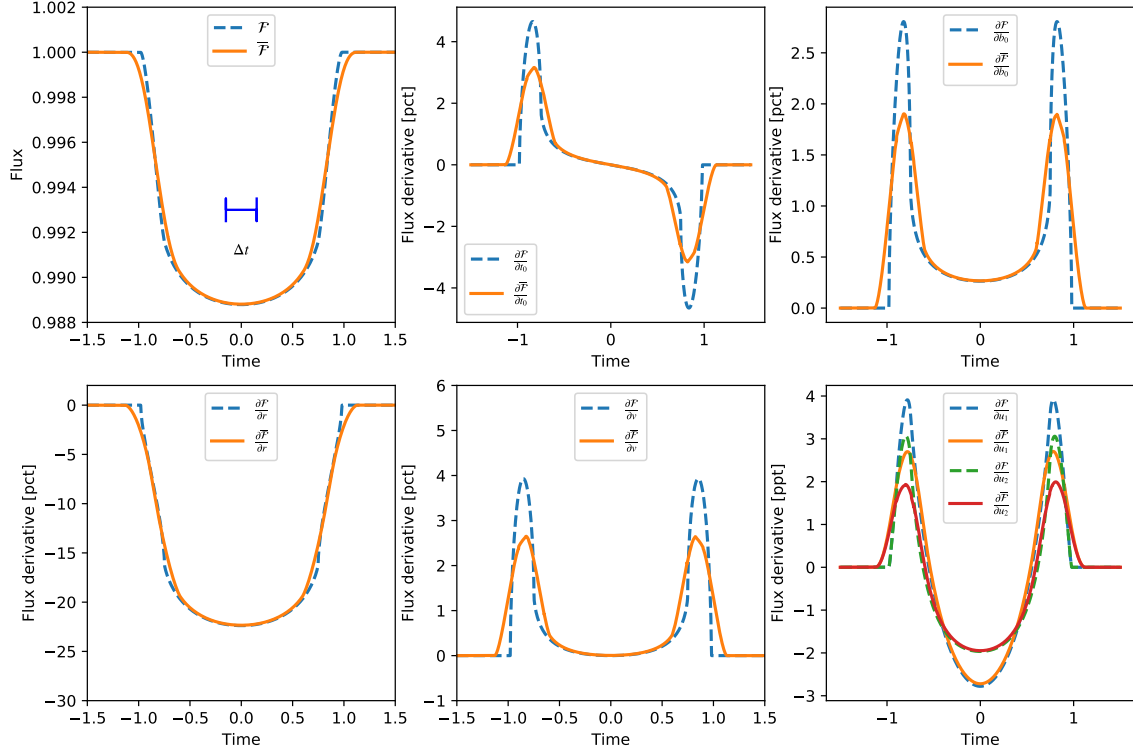 1.002
1.000
0.998
0.996
0.994
0.992
0.990
0.988
Flux
ℱ
ℱ̅
Δt
−1.5 −1.0 −0.5 0.0 0.5 1.0 1.5
Time
4
2
0
−2
−4
Flux derivative [pct]
∂ℱ/∂t₀
∂ℱ̅/∂t₀
−1 0 1
Time
2.5
2.0
1.5
1.0
0.5
0.0
Flux derivative [pct]
∂ℱ/∂b₀
∂ℱ̅/∂b₀
−1 0 1
Time
0
−5
−10
−15
−20
−25
−30
Flux derivative [pct]
∂ℱ/∂r
∂ℱ̅/∂r
−1.5 −1.0 −0.5 0.0 0.5 1.0 1.5
Time
6
5
4
3
2
1
0
−1
Flux derivative [pct]
∂ℱ/∂v
∂ℱ̅/∂v
−1.5 −1.0 −0.5 0.0 0.5 1.0 1.5
Time
4
3
2
1
0
−1
−2
−3
Flux derivative [ppt]
∂ℱ/∂u₁
∂ℱ̅/∂u₁
∂ℱ/∂u₂
∂ℱ̅/∂u₂
−1 0 1
Time